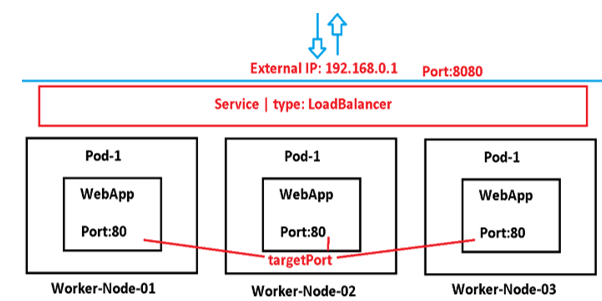 External IP: 192.168.0.1 Port:8080
Service | type: LoadBalancer
Pod-1 Pod-1 Pod-1
WebApp WebApp WebApp
Port:80 Port:80 Port:80
targetPort
Worker-Node-01 Worker-Node-02 Worker-Node-03